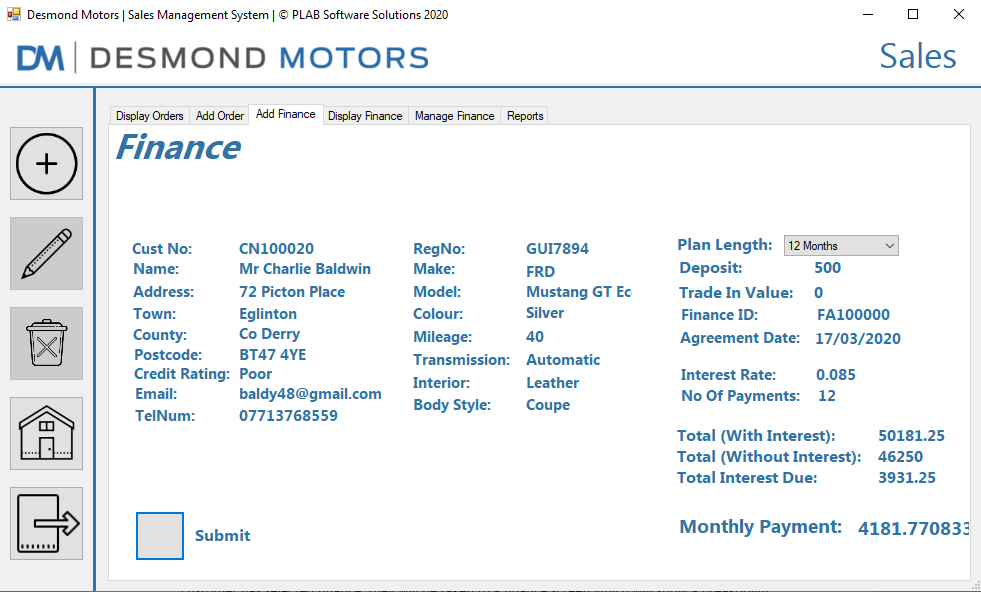 Desmond Motors | Sales Management System | © PLAB Software Solutions 2020
DM | DESMOND MOTORS
Sales
Display Orders Add Order Add Finance Display Finance Manage Finance Reports
Finance
Cust No: CN100020
Name: Mr Charlie Baldwin
Address: 72 Picton Place
Town: Eglinton
County: Co Derry
Postcode: BT47 4YE
Credit Rating: Poor
Email: baldy48@gmail.com
TelNum: 07713768559
RegNo: GUI7894
Make: FRD
Model: Mustang GT Ec
Colour: Silver
Mileage: 40
Transmission: Automatic
Interior: Leather
Body Style: Coupe
Plan Length: 12 Months
Deposit: 500
Trade In Value: 0
Finance ID: FA100000
Agreement Date: 17/03/2020
Interest Rate: 0.085
No Of Payments: 12
Total (With Interest): 50181.25
Total (Without Interest): 46250
Total Interest Due: 3931.25
Monthly Payment: 4181.770833
Submit